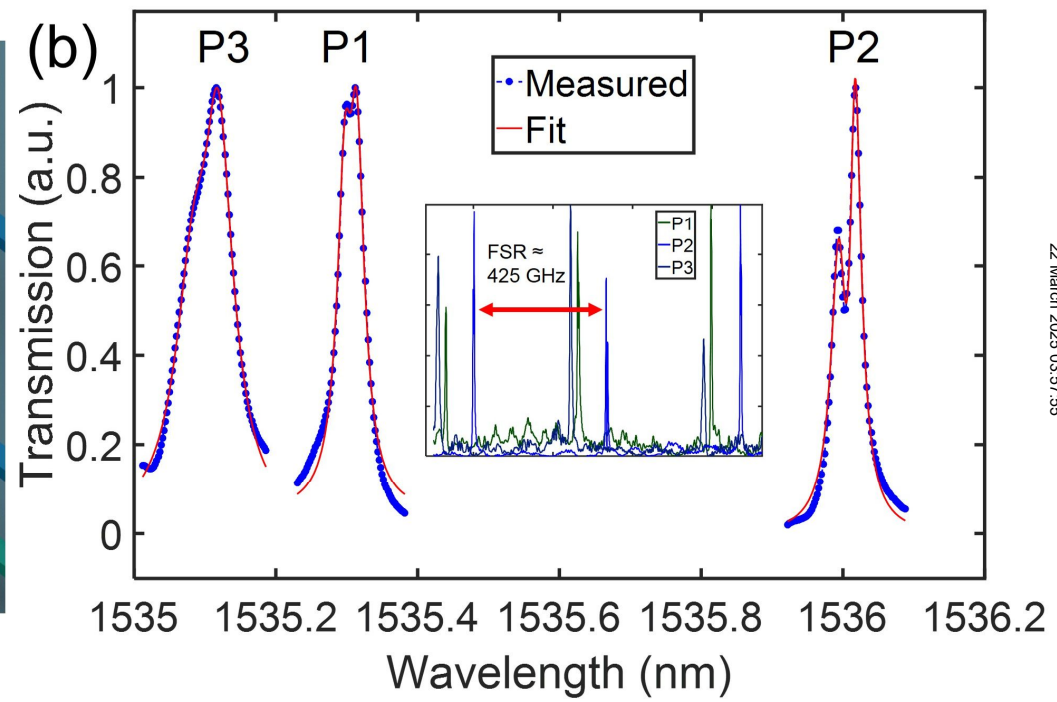 (b)
P3 P1 P2
Measured
Fit
FSR ≈
425 GHz
P1
P2
P3
1
0.8
0.6
0.4
0.2
0
Transmission (a.u.)
1535 1535.2 1535.4 1535.6 1535.8 1536 1536.2
Wavelength (nm)